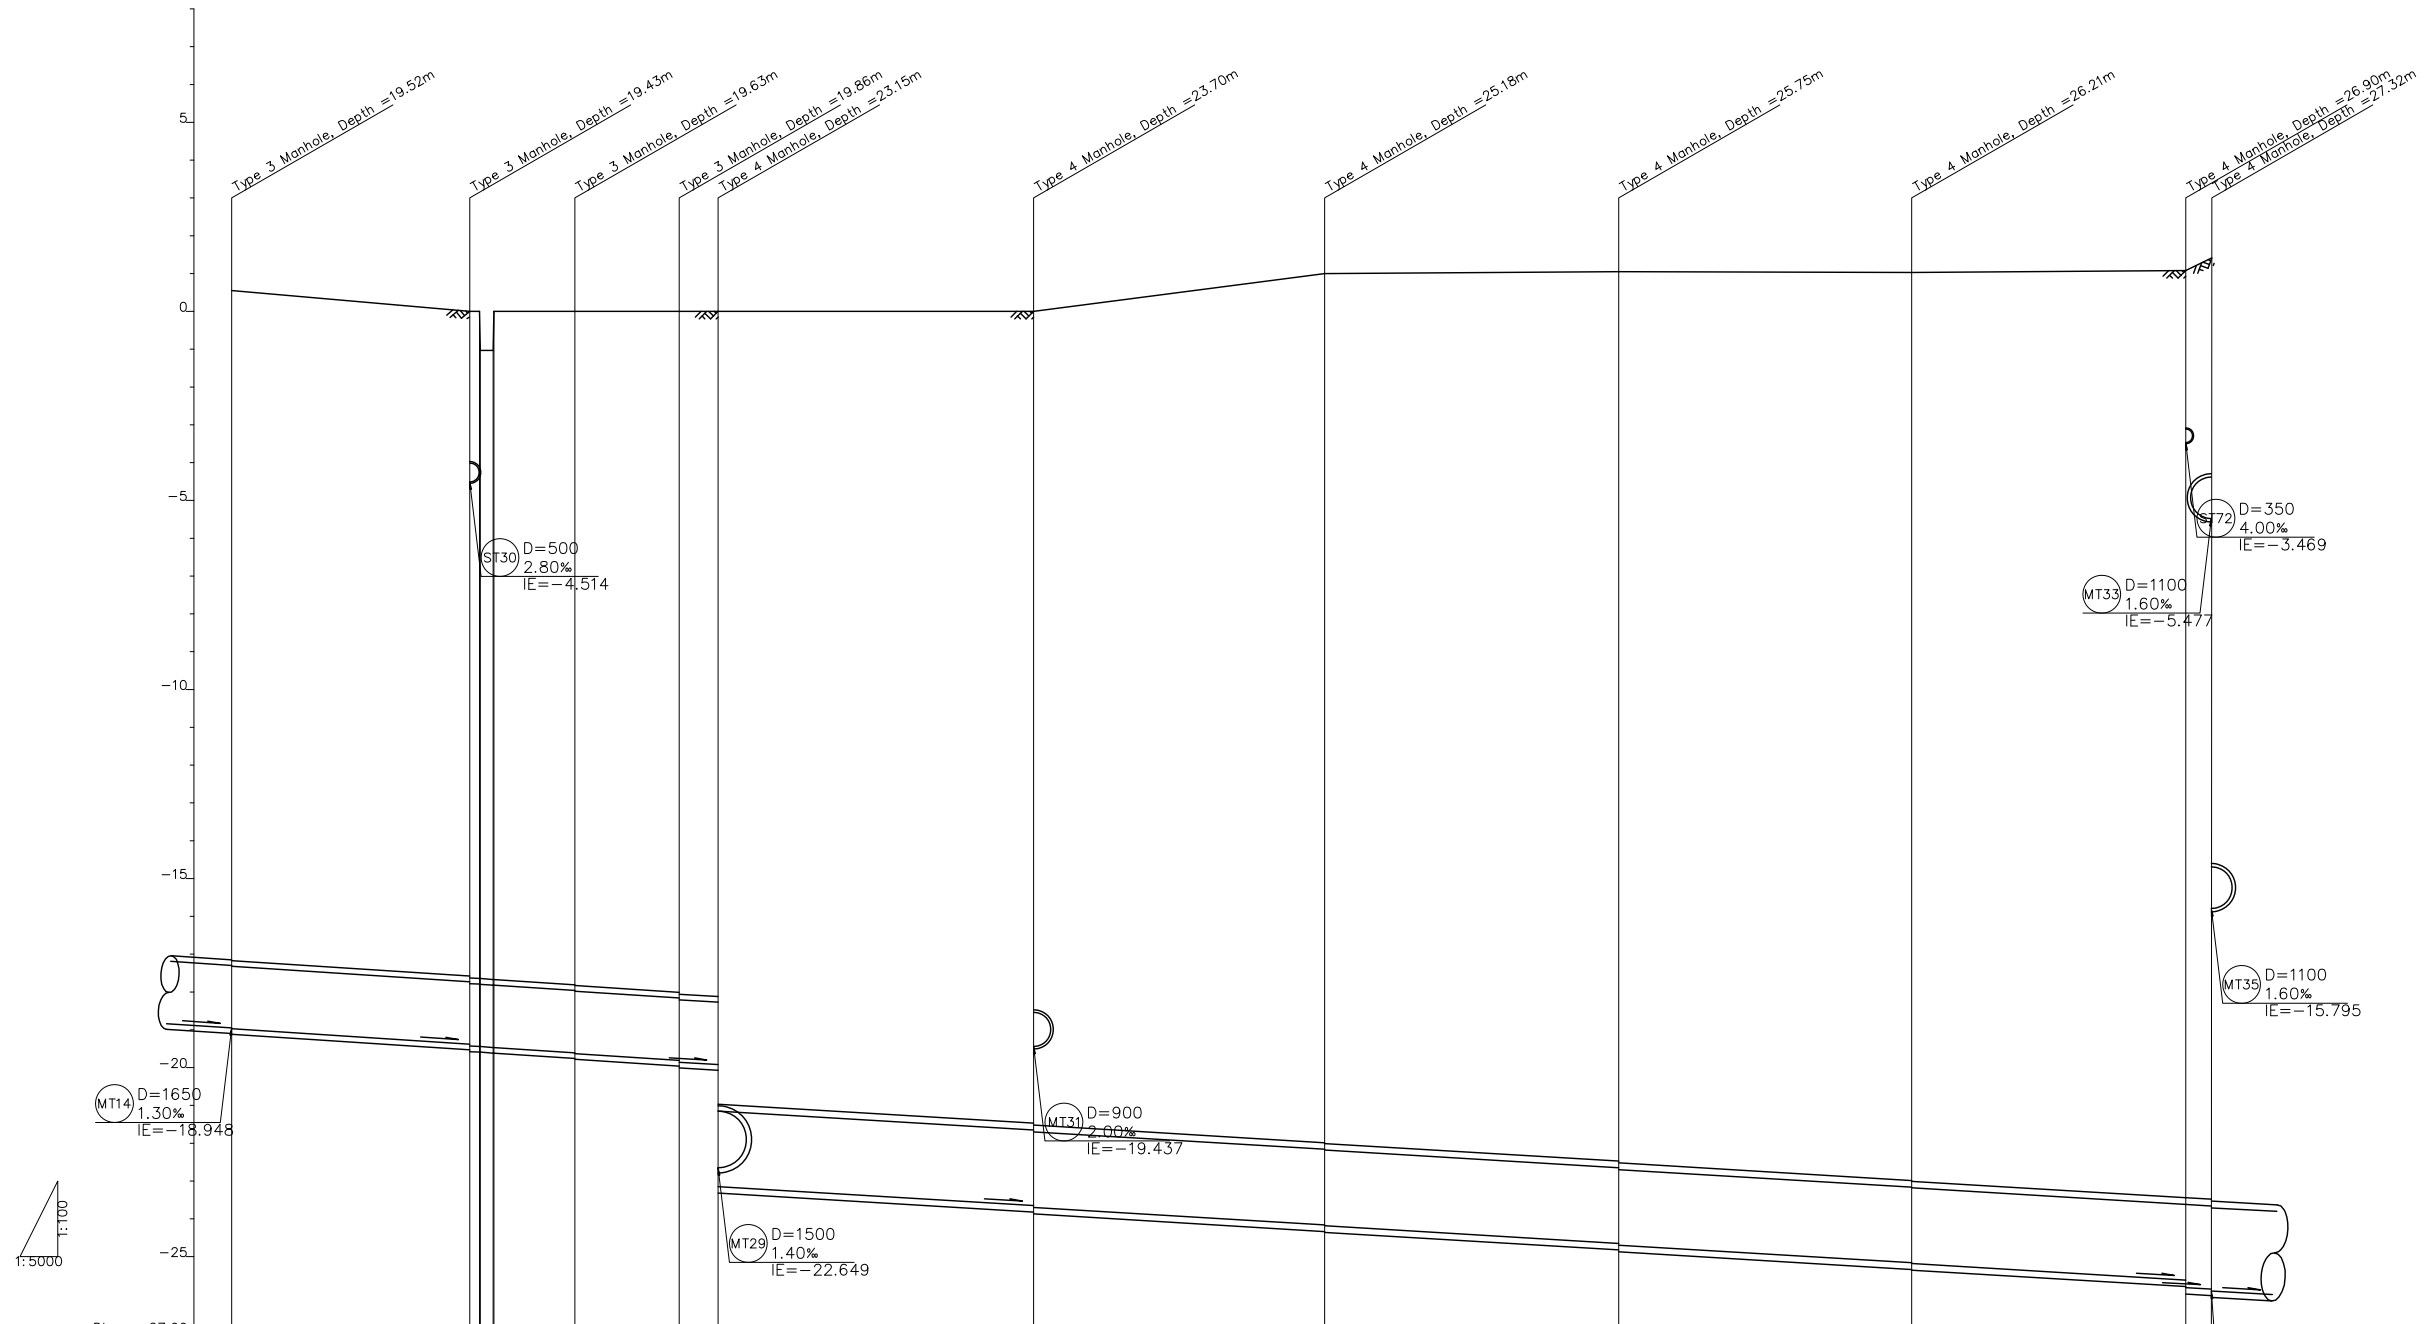 Type 3 Manhole, Depth =19.52m
Type 3 Manhole, Depth =19.43m
Type 3 Manhole, Depth =19.63m
Type 3 Manhole, Depth =19.86m
Type 4 Manhole, Depth =23.15m
Type 4 Manhole, Depth =23.70m
Type 4 Manhole, Depth =25.18m
Type 4 Manhole, Depth =25.75m
Type 4 Manhole, Depth =26.21m
Type 4 Manhole, Depth =26.90m
Type 4 Manhole, Depth =27.32m
5
0
-5
-10
-15
-20
-25
ST30
D=500
2.80‰
IE=-4.514
ST72
D=350
4.00‰
IE=-3.469
MT33
D=1100
1.60‰
IE=-5.477
MT35
D=1100
1.60‰
IE=-15.795
MT14
D=1650
1.30‰
IE=-18.948
MT31
D=900
2.00‰
IE=-19.437
MT29
D=1500
1.40‰
IE=-22.649
1:100
1:5000